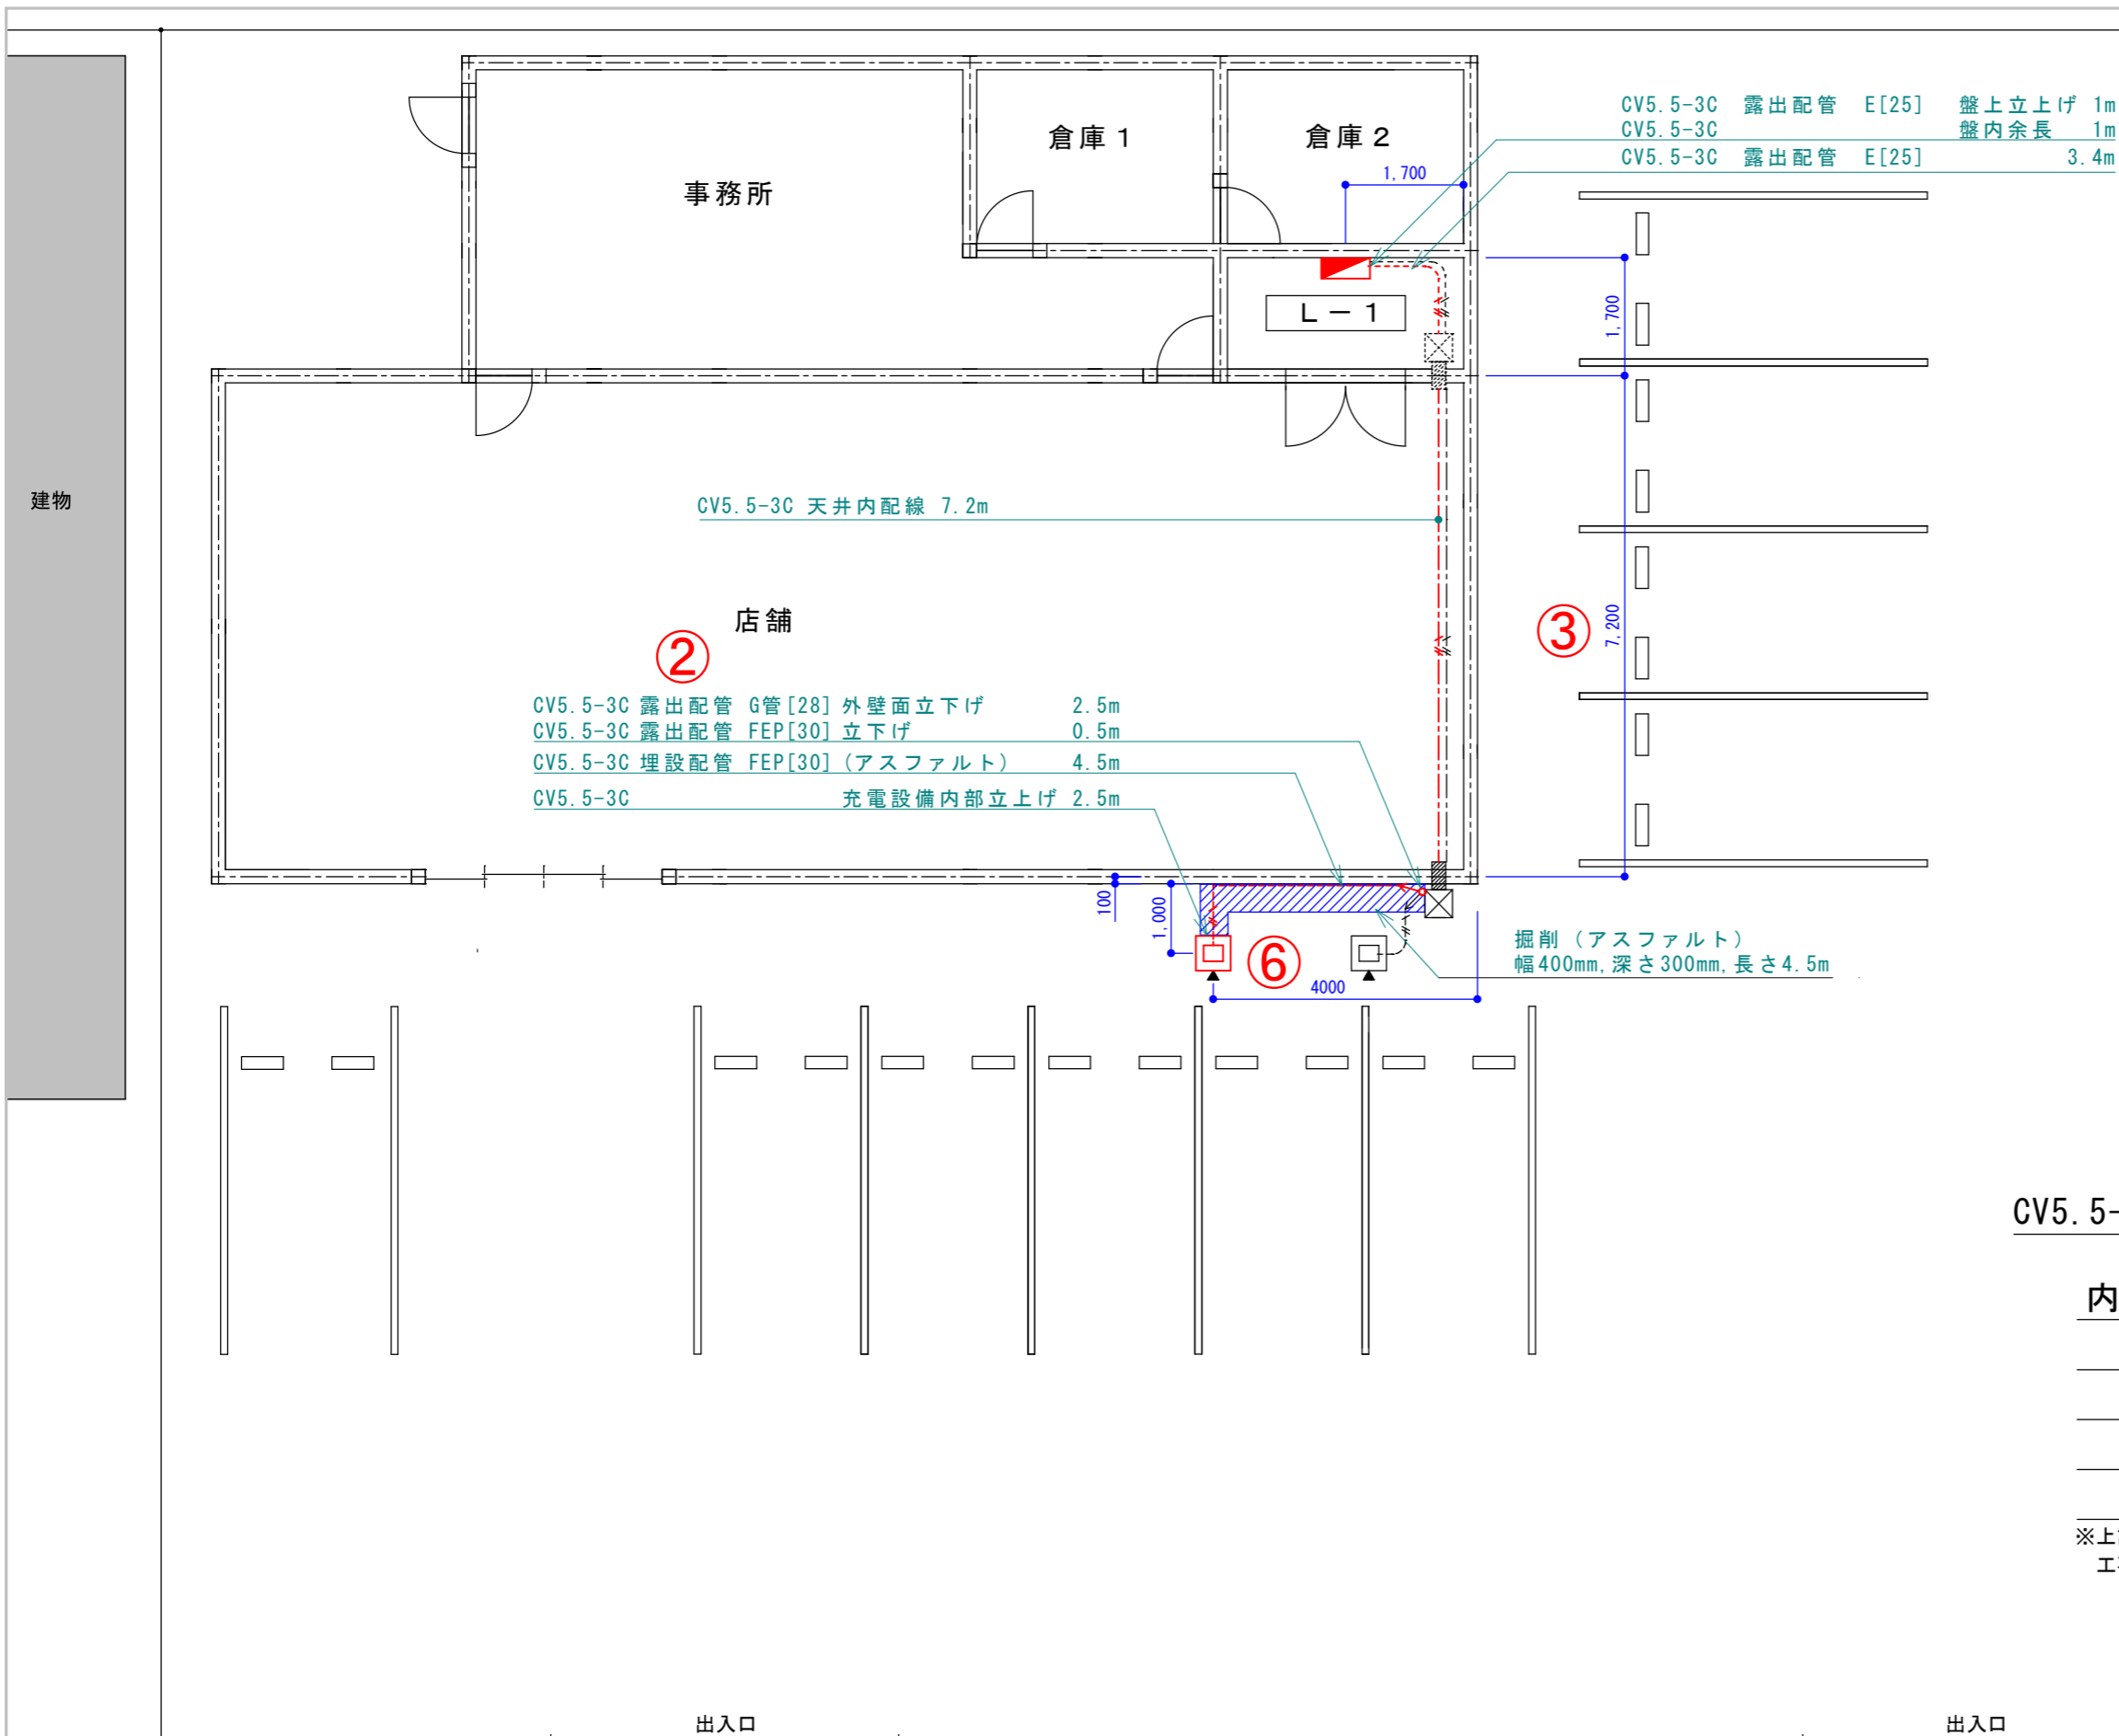 CV5.5-3C 露出配管 E[25] 盤上立上げ 1m
CV5.5-3C 盤内余長 1m
CV5.5-3C 露出配管 E[25] 3.4m
倉庫１
倉庫２
1,700
事務所
L－1
1,700
建物
CV5.5-3C 天井内配線 7.2m
店舗
②
③
7,200
CV5.5-3C 露出配管 G管[28] 外壁面立下げ 2.5m
CV5.5-3C 露出配管 FEP[30] 立下げ 0.5m
CV5.5-3C 埋設配管 FEP[30] (アスファルト) 4.5m
CV5.5-3C 充電設備内部立上げ 2.5m
100
1,000
⑥
4000
掘削 (アスファルト)
幅400mm,深さ300mm,長さ4.5m
CV5.5-
内
※上
工
出入口
出入口